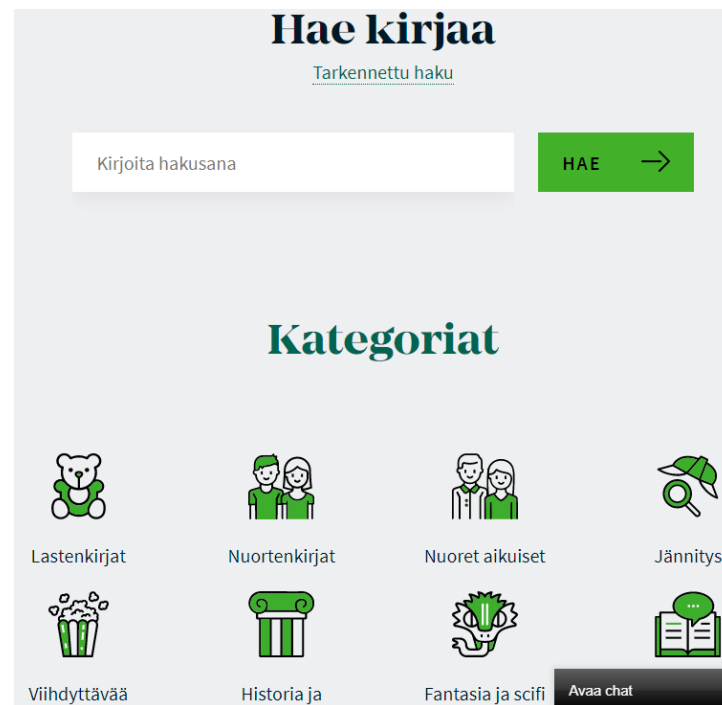 Hae kirjaa
Tarkennettu haku
Kirjoita hakusana
HAE
Kategoriat
Lastenkirjat
Nuortenkirjat
Nuoret aikuiset
Jännitys
Viihdyttävää
Historia ja
Fantasia ja scifi
Avaa chat